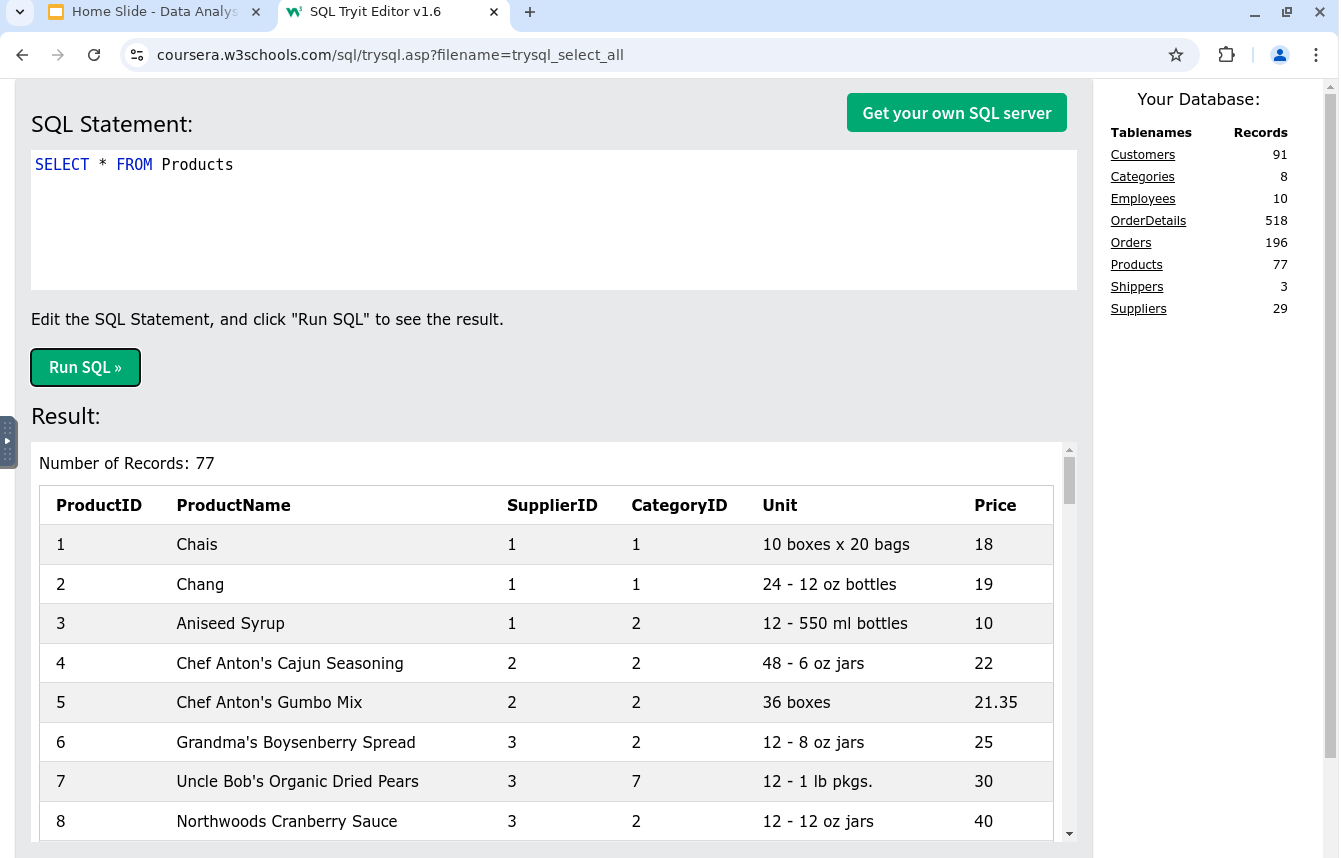 Home Slide - Data Analys
SQL Tryit Editor v1.6
coursera.w3schools.com/sql/trysql.asp?filename=trysql_select_all
SQL Statement:
Get your own SQL server
SELECT * FROM Products
Edit the SQL Statement, and click "Run SQL" to see the result.
Run SQL »
Result:
Number of Records: 77
ProductID ProductName SupplierID CategoryID Unit Price
1 Chais 1 1 10 boxes x 20 bags 18
2 Chang 1 1 24 - 12 oz bottles 19
3 Aniseed Syrup 1 2 12 - 550 ml bottles 10
4 Chef Anton's Cajun Seasoning 2 2 48 - 6 oz jars 22
5 Chef Anton's Gumbo Mix 2 2 36 boxes 21.35
6 Grandma's Boysenberry Spread 3 2 12 - 8 oz jars 25
7 Uncle Bob's Organic Dried Pears 3 7 12 - 1 lb pkgs. 30
8 Northwoods Cranberry Sauce 3 2 12 - 12 oz jars 40
Your Database:
Tablenames Records
Customers 91
Categories 8
Employees 10
OrderDetails 518
Orders 196
Products 77
Shippers 3
Suppliers 29